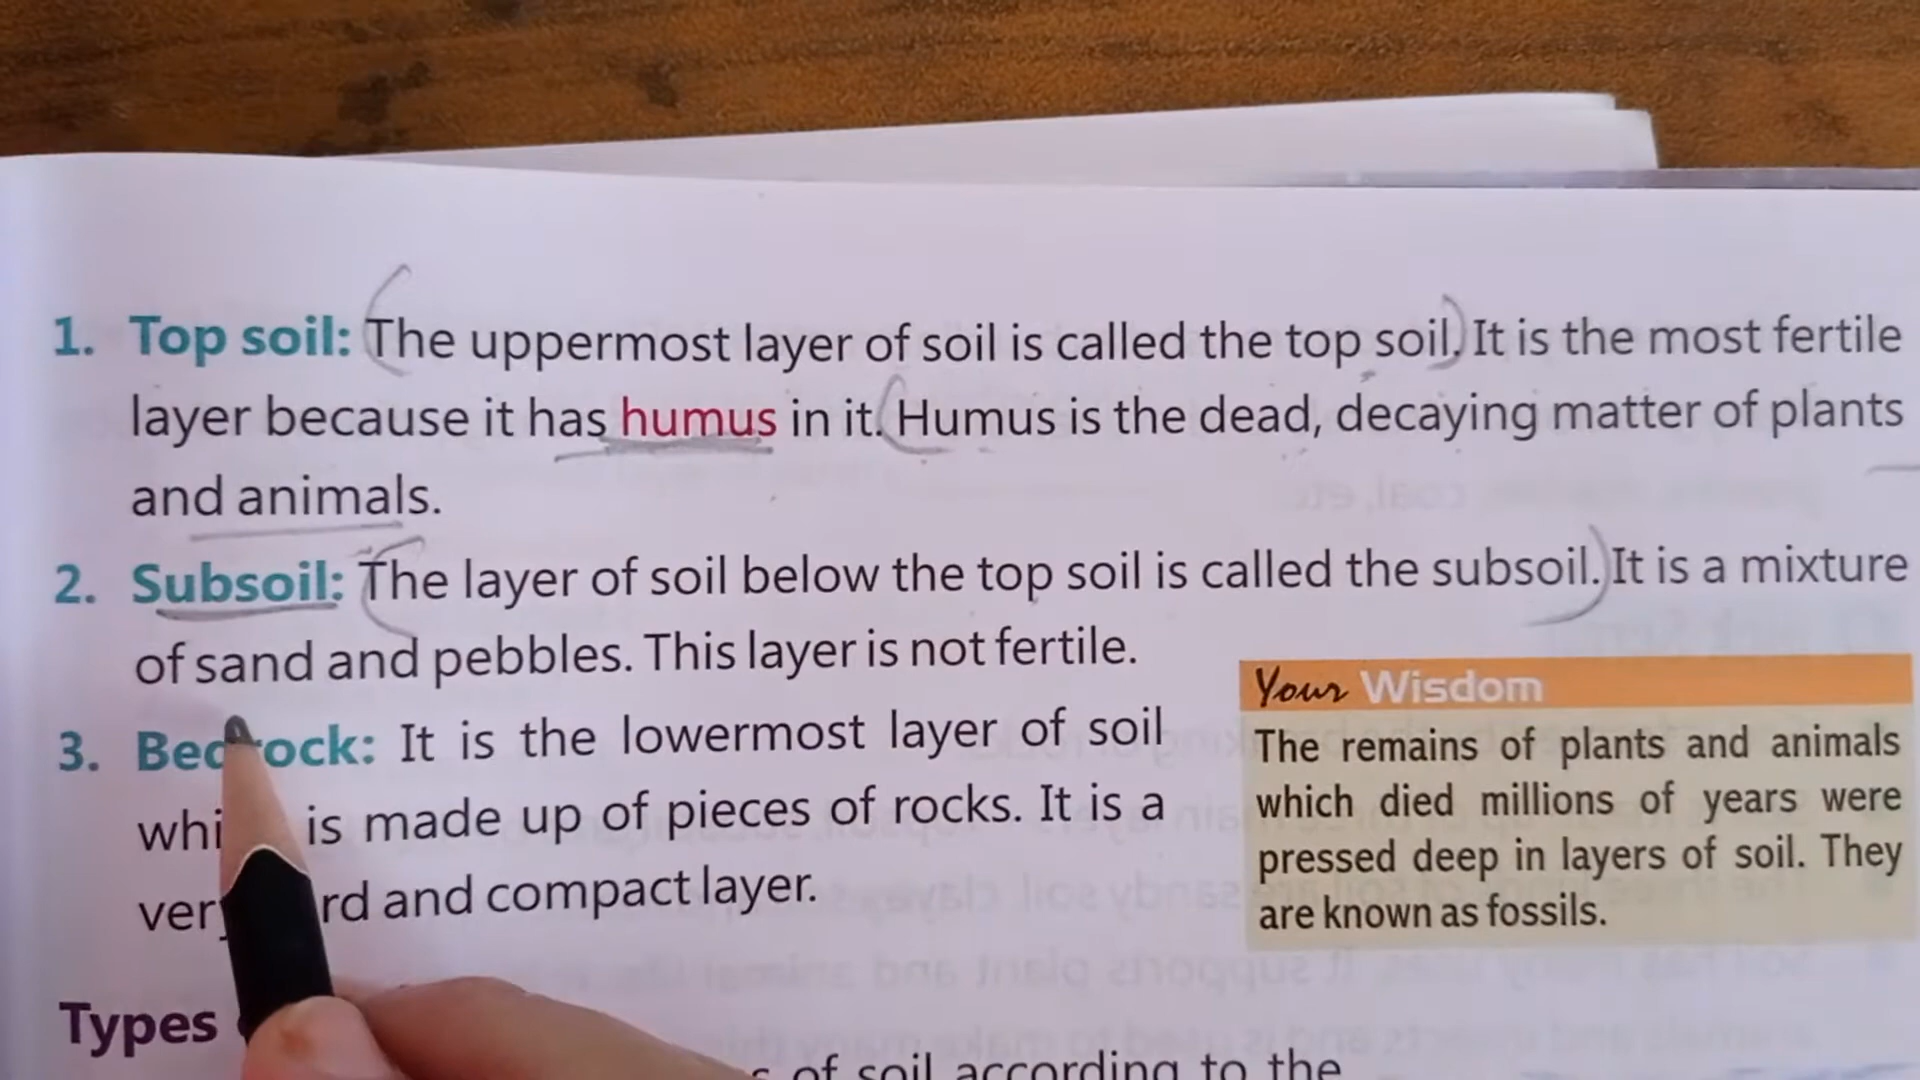 1. Top soil: The uppermost layer of soil is called the top soil. It is the most fertile
layer because it has humus in it. Humus is the dead, decaying matter of plants
and animals.
2. Subsoil: The layer of soil below the top soil is called the subsoil. It is a mixture
of sand and pebbles. This layer is not fertile.
3. It is the lowermost layer of soil
is made up of pieces of rocks. It is a
and compact layer.
Your Wisdom
The remains of plants and animals
which died millions of years were
pressed deep in layers of soil. They
are known as fossils.
Types
of soil according to the